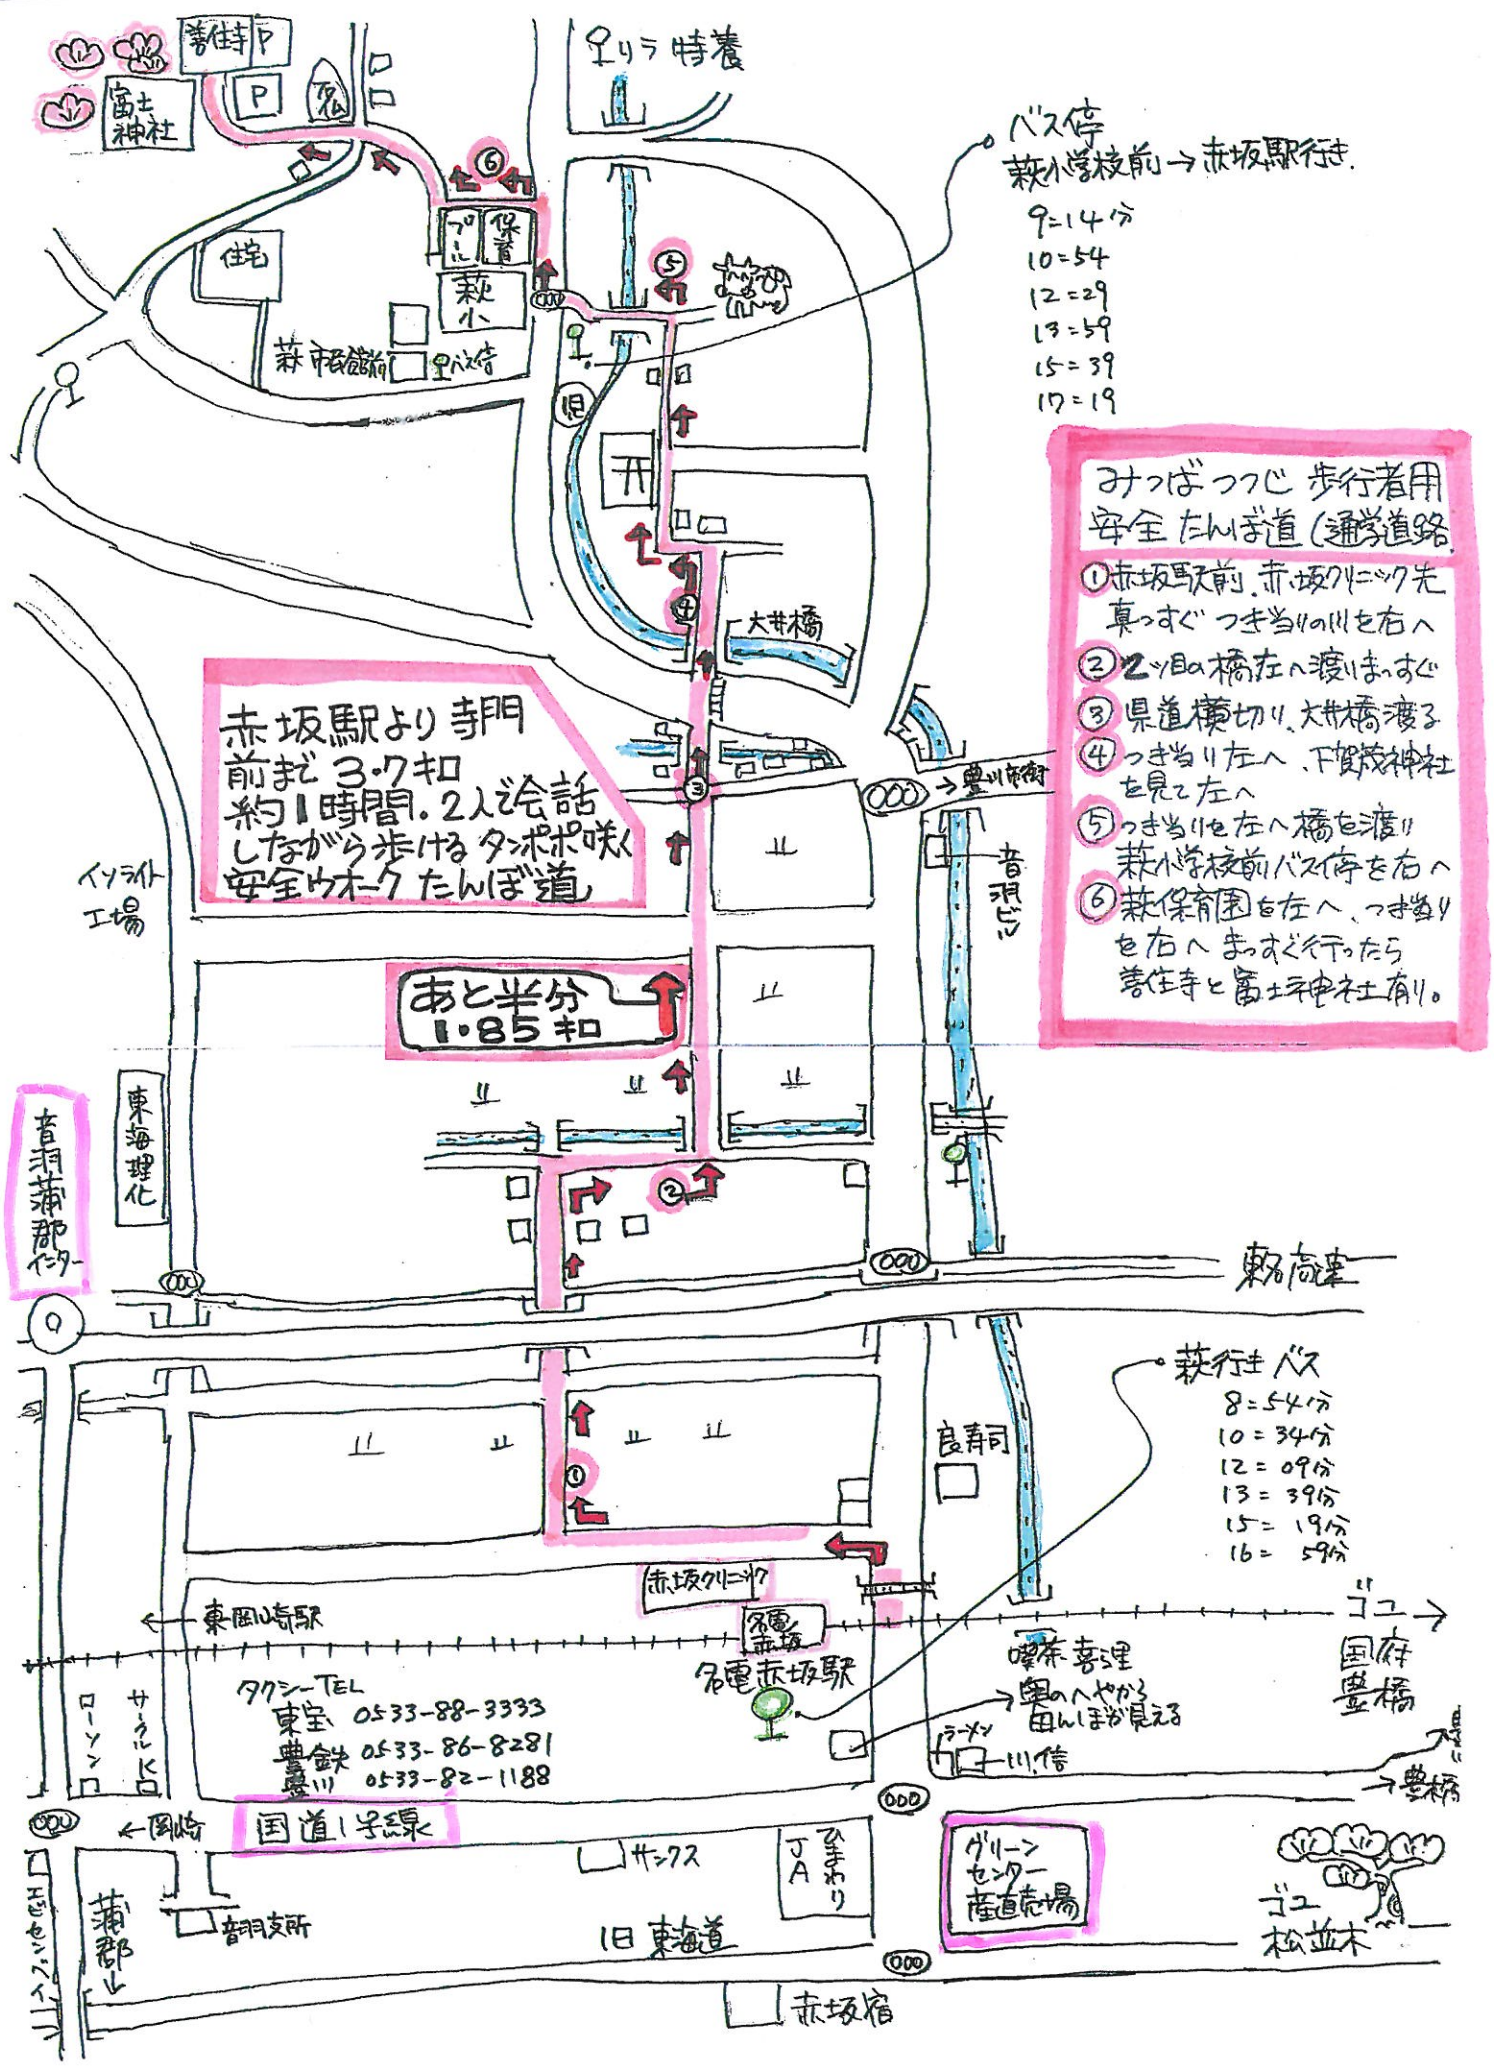 善住寺
P
P
石仏
冨士
神社
リラ特養
⑥
プール
保育
萩小
住宅
萩市民館前
バス停
⑤
児
バス停
萩小学校前→赤坂駅行き.
9=14分
10=54
12=29
13=59
15=39
17=19
みつばつつじ 歩行者用
安全 たんぼ道(通学道路)
①赤坂駅前.赤坂クリニック先
真っすぐ つき当りの川を右へ
②2ツ目の橋左へ渡りまっすぐ
③県道横切り、大井橋渡る
④つき当り左へ、下賀茂神社
を見て左へ
⑤つき当りを左へ橋を渡り
萩小学校前バス停を右へ
⑥萩保育園を左へ、つき当り
を右へ まっすぐ行ったら
善住寺と冨士神社有り。
④
大井橋
赤坂駅より寺門
前まで3.7キロ
約1時間.2人で会話
しながら歩ける タンポポ咲く
安全ウオーク たんぼ道
③
→豊川市街
音羽ビル
イソライト
工場
あと半分
1.85キロ
東海理化
音羽蒲郡インター
②
東名高速
萩行きバス
8=54分
10=34分
12=09分
13=39分
15=19分
16=59分
良寿司
①
赤坂クリニック
←東岡崎駅
名電
赤坂
名電赤坂駅
ゴユ→
国府
豊橋
喫茶 喜理
奥のへやから
田んぼが見える
タクシーTEL
東宝 0533-88-3333
豊鉄 0533-86-8281
豊川 0533-82-1188
ローソン
サークルK
ラーメン
川信
→豊橋
←岡崎
国道1号線
サンクス
JA
ひまわり
グリーン
センター
産直売場
エビセンベイ
蒲郡↓
音羽支所
旧東海道
ゴユ
松並木
赤坂宿